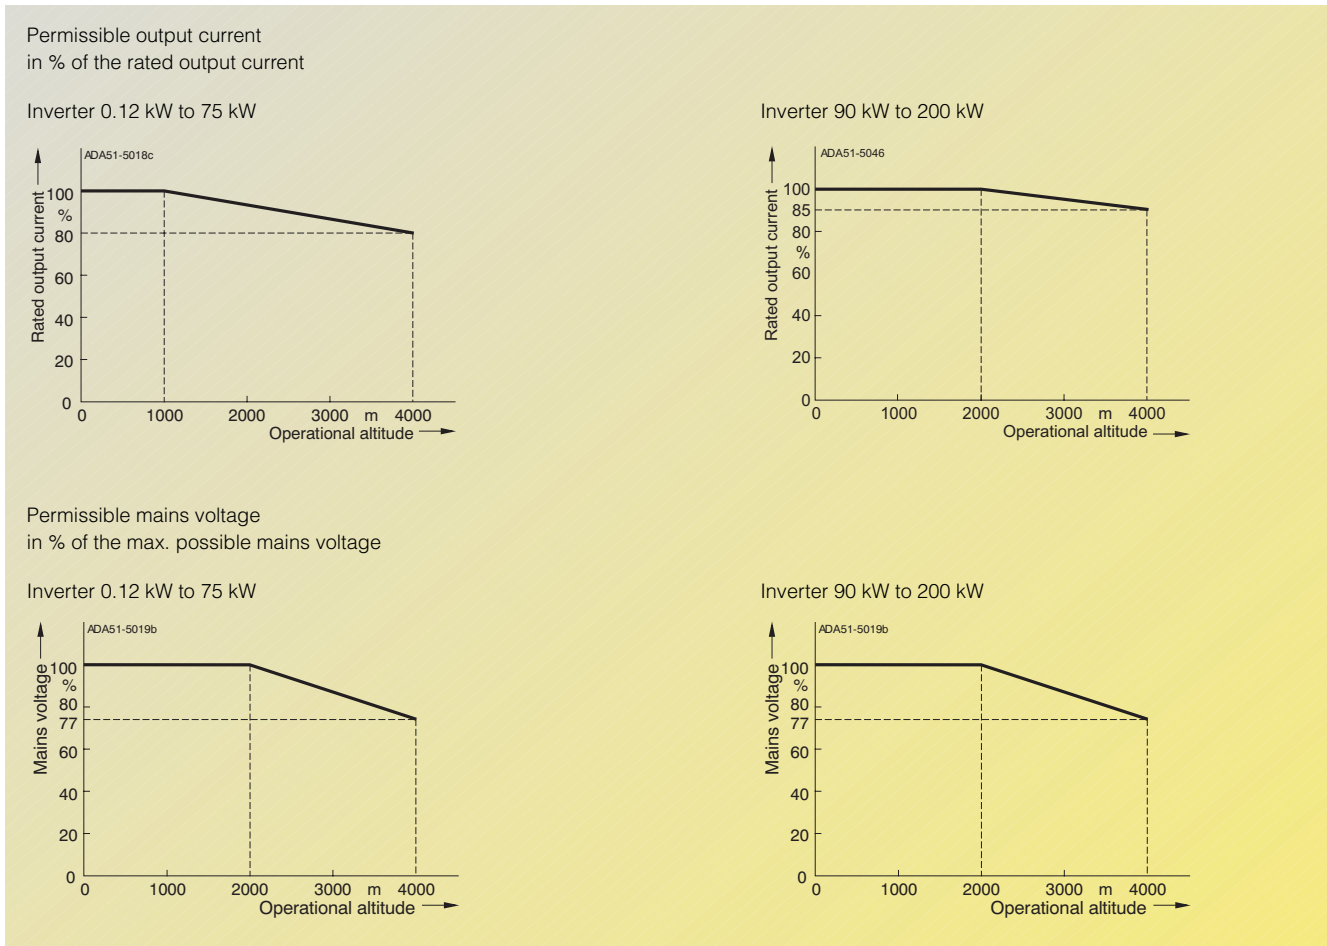 Permissible output current
in % of the rated output current
Inverter 0.12 kW to 75 kW
ADA51-5018c
Rated output current
100
%
80
60
40
20
0
0 1000 2000 3000 m 4000
Operational altitude
Inverter 90 kW to 200 kW
ADA51-5046
Rated output current
100
85
80
%
60
40
20
0
0 1000 2000 3000 m 4000
Operational altitude
Permissible mains voltage
in % of the max. possible mains voltage
Inverter 0.12 kW to 75 kW
ADA51-5019b
Mains voltage
100
%
80
77
60
40
20
0
0 1000 2000 3000 m 4000
Operational altitude
Inverter 90 kW to 200 kW
ADA51-5019b
Mains voltage
100
%
80
77
60
40
20
0
0 1000 2000 3000 m 4000
Operational altitude